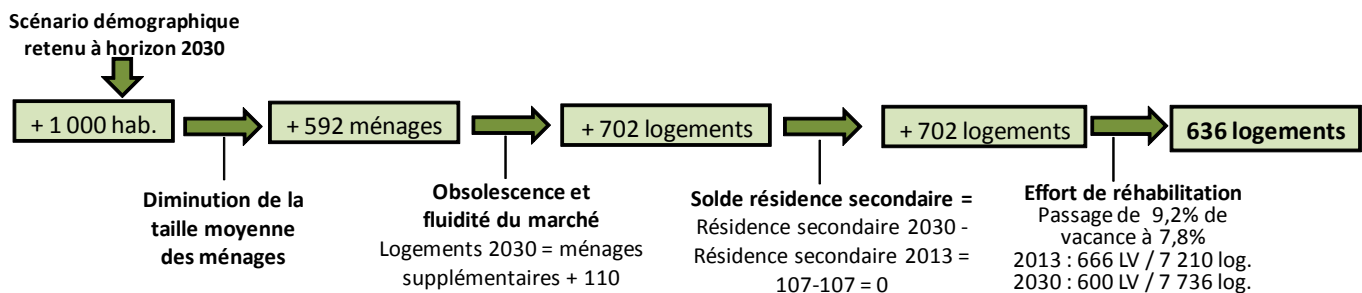 Scénario démographique
retenu à horizon 2030
+ 1 000 hab.
+ 592 ménages
+ 702 logements
+ 702 logements
636 logements
Diminution de la
taille moyenne
des ménages
Obsolescence et
fluidité du marché
Logements 2030 = ménages
supplémentaires + 110
Solde résidence secondaire =
Résidence secondaire 2030 -
Résidence secondaire 2013 =
107-107 = 0
Effort de réhabilitation
Passage de 9,2% de
vacance à 7,8%
2013 : 666 LV / 7 210 log.
2030 : 600 LV / 7 736 log.